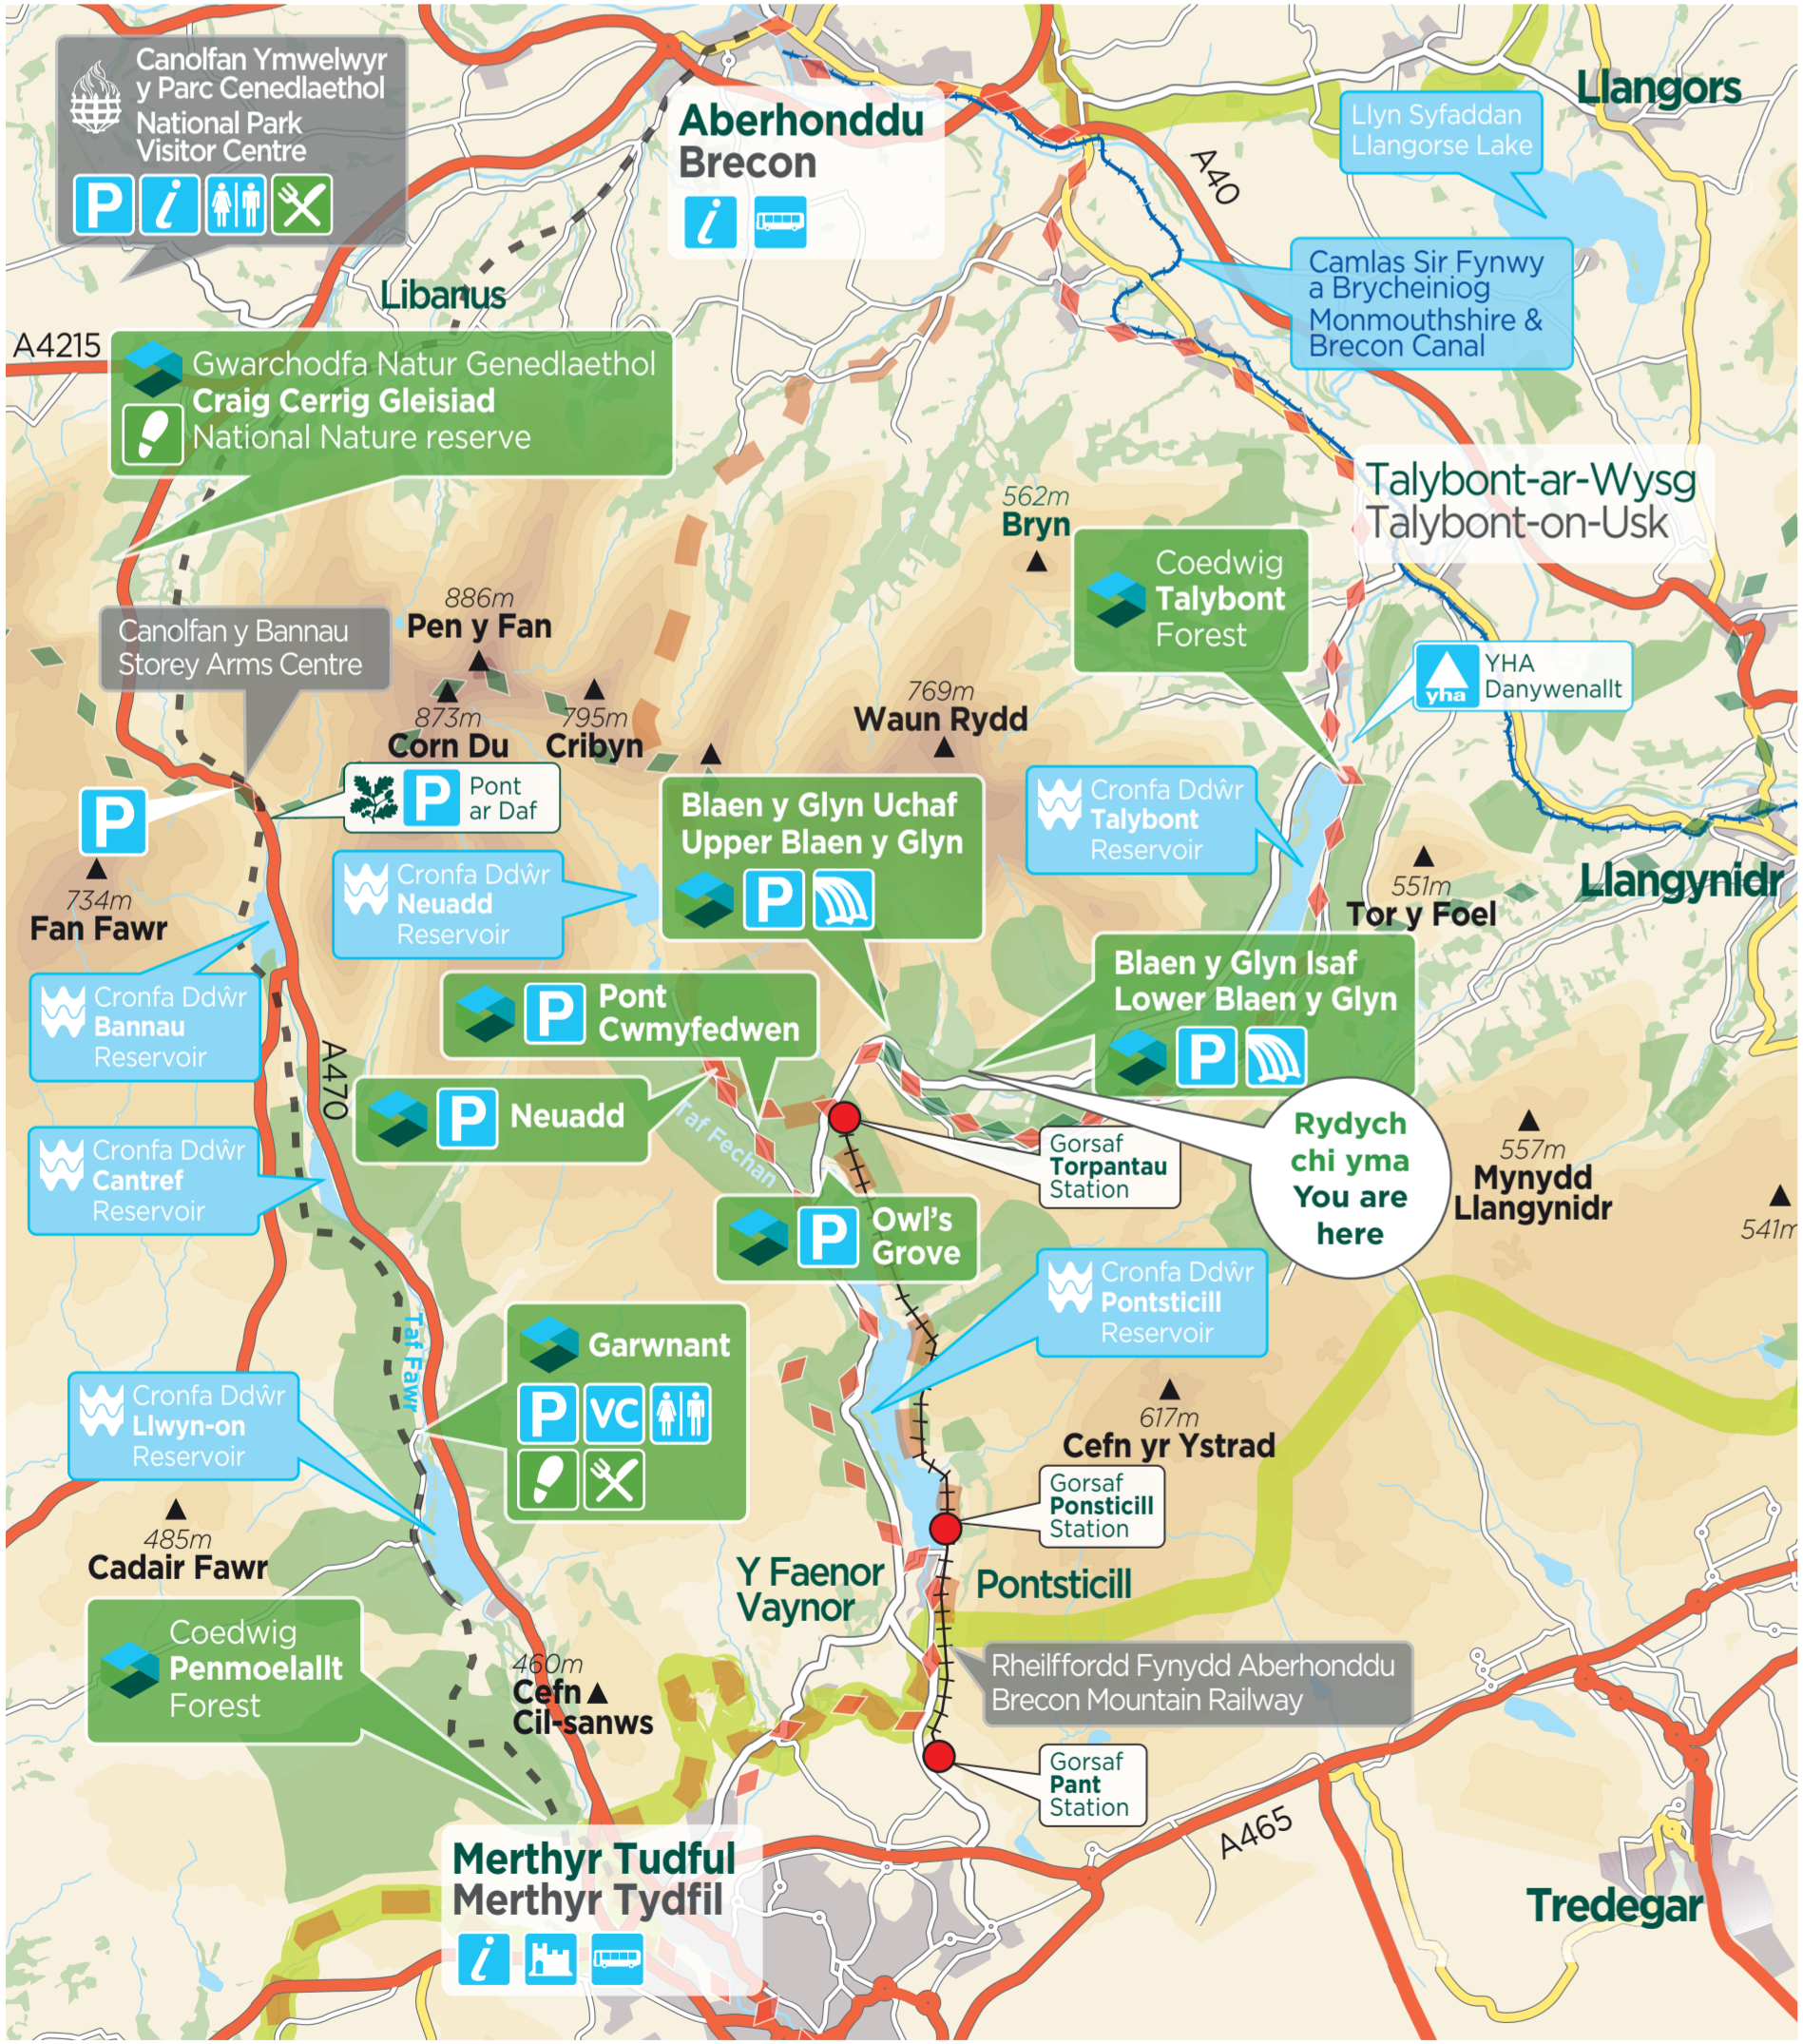 Canolfan Ymwelwyr
y Parc Cenedlaethol
National Park
Visitor Centre
P
i
Aberhonddu
Brecon
i
Llangors
Llyn Syfaddan
Llangorse Lake
A40
Camlas Sir Fynwy
a Brycheiniog
Monmouthshire &
Brecon Canal
Libanus
A4215
Gwarchodfa Natur Genedlaethol
Craig Cerrig Gleisiad
National Nature reserve
Talybont-ar-Wysg
Talybont-on-Usk
562m
Bryn
Coedwig
Talybont
Forest
886m
Pen y Fan
Canolfan y Bannau
Storey Arms Centre
yha
YHA
Danywenallt
873m
Corn Du
795m
Cribyn
769m
Waun Rydd
P
Pont
ar Daf
P
734m
Fan Fawr
Cronfa Ddŵr
Neuadd
Reservoir
Blaen y Glyn Uchaf
Upper Blaen y Glyn
P
Cronfa Ddŵr
Talybont
Reservoir
551m
Tor y Foel
Llangynidr
Cronfa Ddŵr
Bannau
Reservoir
A470
P
Pont
Cwmyfedwen
Blaen y Glyn Isaf
Lower Blaen y Glyn
P
P
Neuadd
Taf Fechan
Gorsaf
Torpantau
Station
Rydych
chi yma
You are
here
557m
Mynydd
Llangynidr
541m
Cronfa Ddŵr
Cantref
Reservoir
P
Owl's
Grove
Cronfa Ddŵr
Pontsticill
Reservoir
Taf Fawr
Garwnant
P
VC
Cronfa Ddŵr
Llwyn-on
Reservoir
617m
Cefn yr Ystrad
Gorsaf
Ponsticill
Station
485m
Cadair Fawr
Y Faenor
Vaynor
Pontsticill
Coedwig
Penmoelallt
Forest
460m
Cefn
Cil-sanws
Rheilffordd Fynydd Aberhonddu
Brecon Mountain Railway
Gorsaf
Pant
Station
A465
Merthyr Tudful
Merthyr Tydfil
i
Tredegar